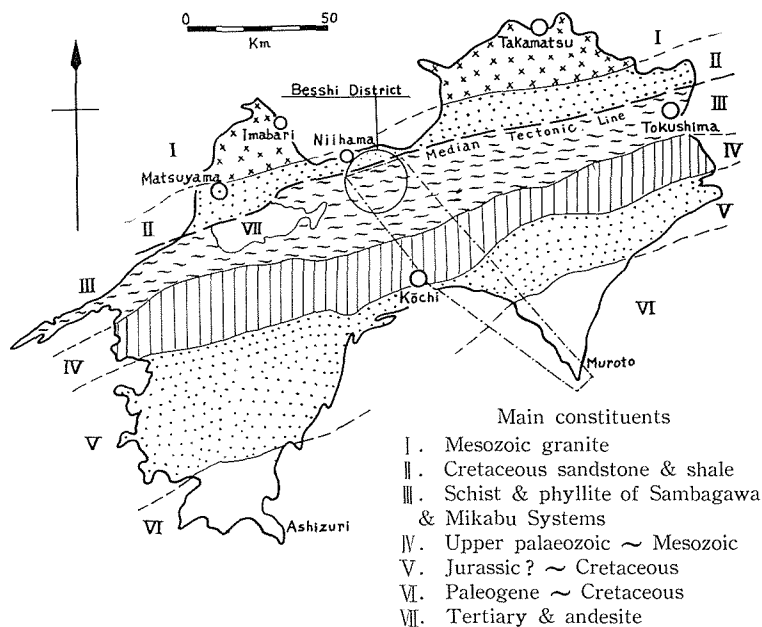 0 50
Km
Takamatsu
I
II
Besshi District
III
Imabari
Niihama
Median Tectonic Line
Tokushima
I
Matsuyama
IV
II
VII
V
III
Kōchi
VI
IV
Muroto
V
VI
Ashizuri
Main constituents
I. Mesozoic granite
II. Cretaceous sandstone & shale
III. Schist & phyllite of Sambagawa
& Mikabu Systems
IV. Upper palaeozoic ~ Mesozoic
V. Jurassic? ~ Cretaceous
VI. Paleogene ~ Cretaceous
VII. Tertiary & andesite